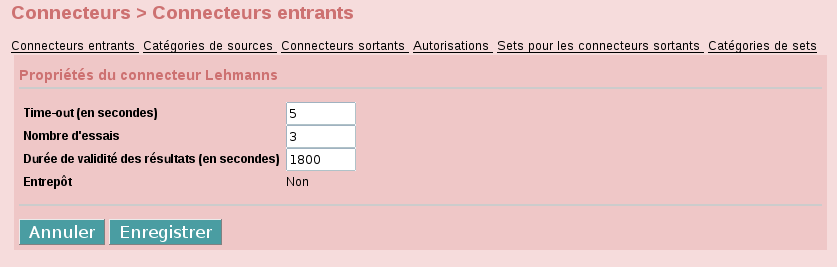 Connecteurs > Connecteurs entrants
Connecteurs entrants Catégories de sources Connecteurs sortants Autorisations Sets pour les connecteurs sortants Catégories de sets
Propriétés du connecteur Lehmanns
Time-out (en secondes) 5
Nombre d'essais 3
Durée de validité des résultats (en secondes) 1800
Entrepôt Non
Annuler Enregistrer